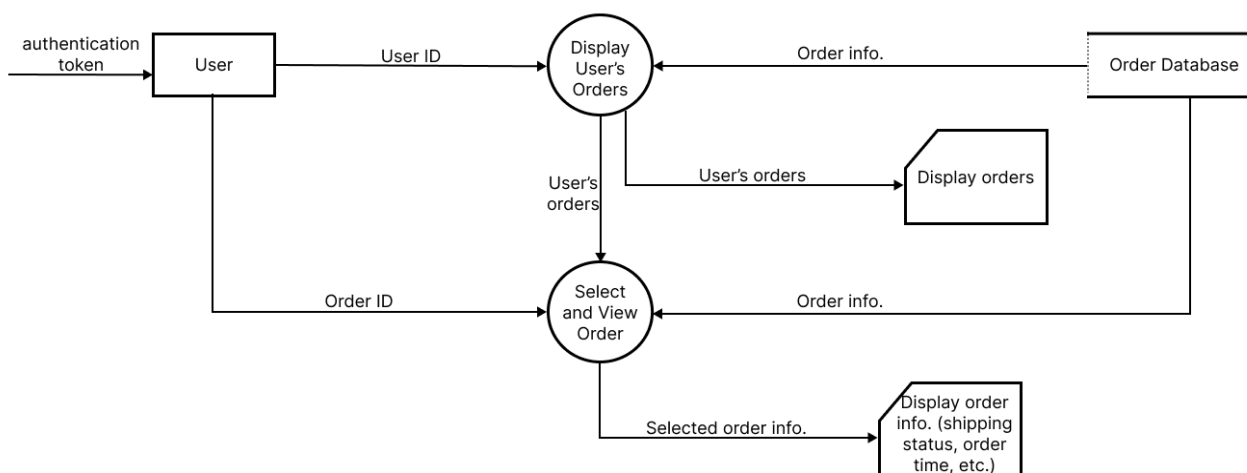 authentication
token
User
User ID
Display
User’s
Orders
Order info.
Order Database
User’s
orders
User’s orders
Display orders
Order ID
Select
and View
Order
Order info.
Selected order info.
Display order
info. (shipping
status, order
time, etc.)